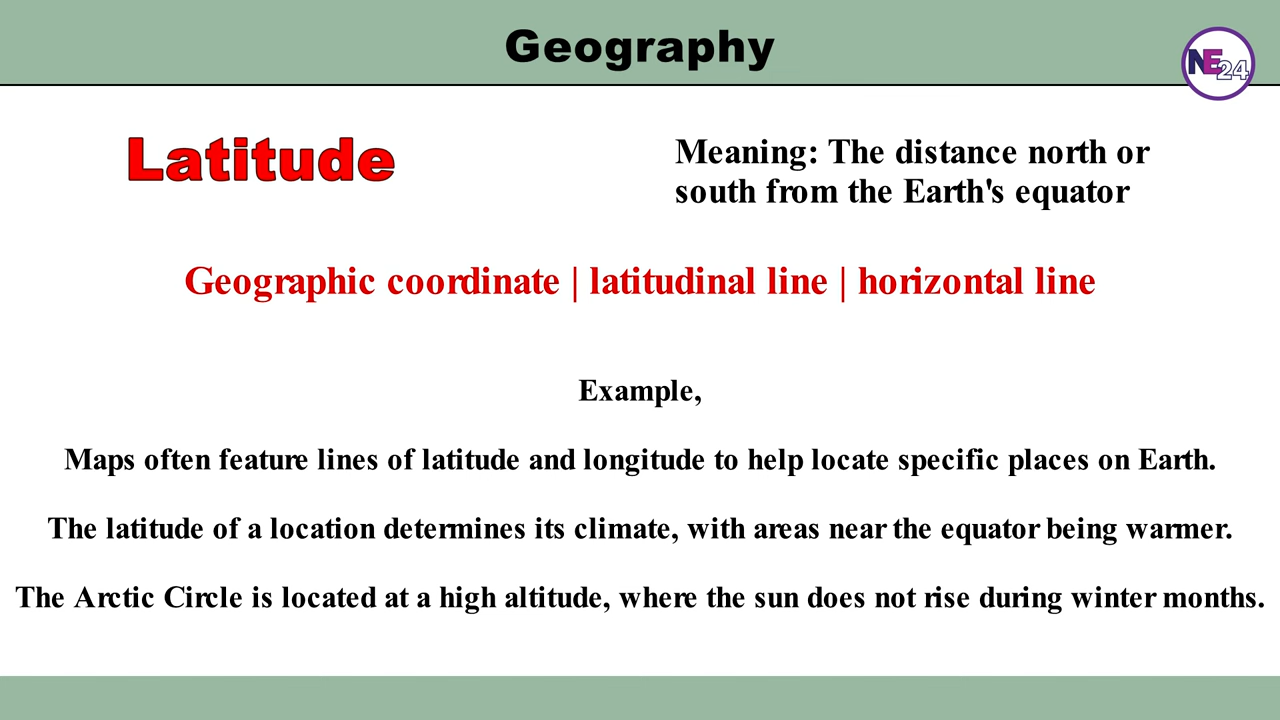 Geography
NE24
Latitude
Meaning: The distance north or
south from the Earth's equator
Geographic coordinate | latitudinal line | horizontal line
Example,
Maps often feature lines of latitude and longitude to help locate specific places on Earth.
The latitude of a location determines its climate, with areas near the equator being warmer.
The Arctic Circle is located at a high altitude, where the sun does not rise during winter months.